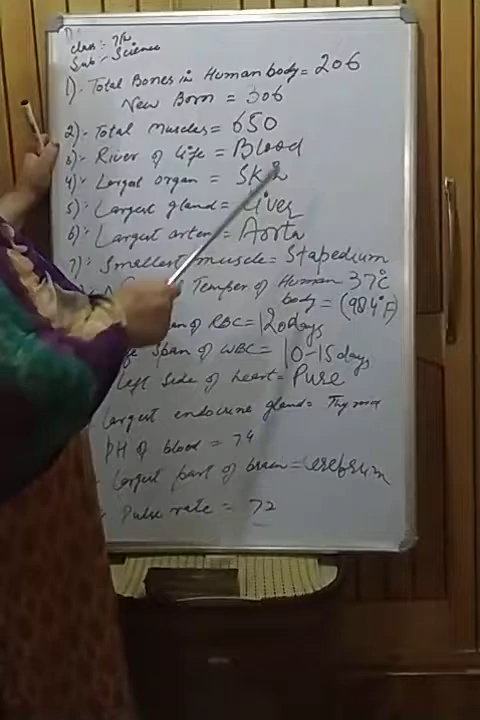 Class :- 7th
Sub :- Science
1):- Total Bones in Human body = 206
New Born = 306
2):- Total Muscles = 650
3):- River of life = Blood
4):- Largest organ = Skin
5):- Largest gland = Liver
6):- Largest artery = Aorta
7):- Smallest muscle = Stapedium
Temper of Human 37°C
body = (98.4°F)
of RBC = 120 days
Span of WBC = 10-15 days
left side of heart = Pure
largest endocrine gland = Thyroid
PH of blood = 7.4
largest part of brain = Cerebrum
Pulse rate = 72